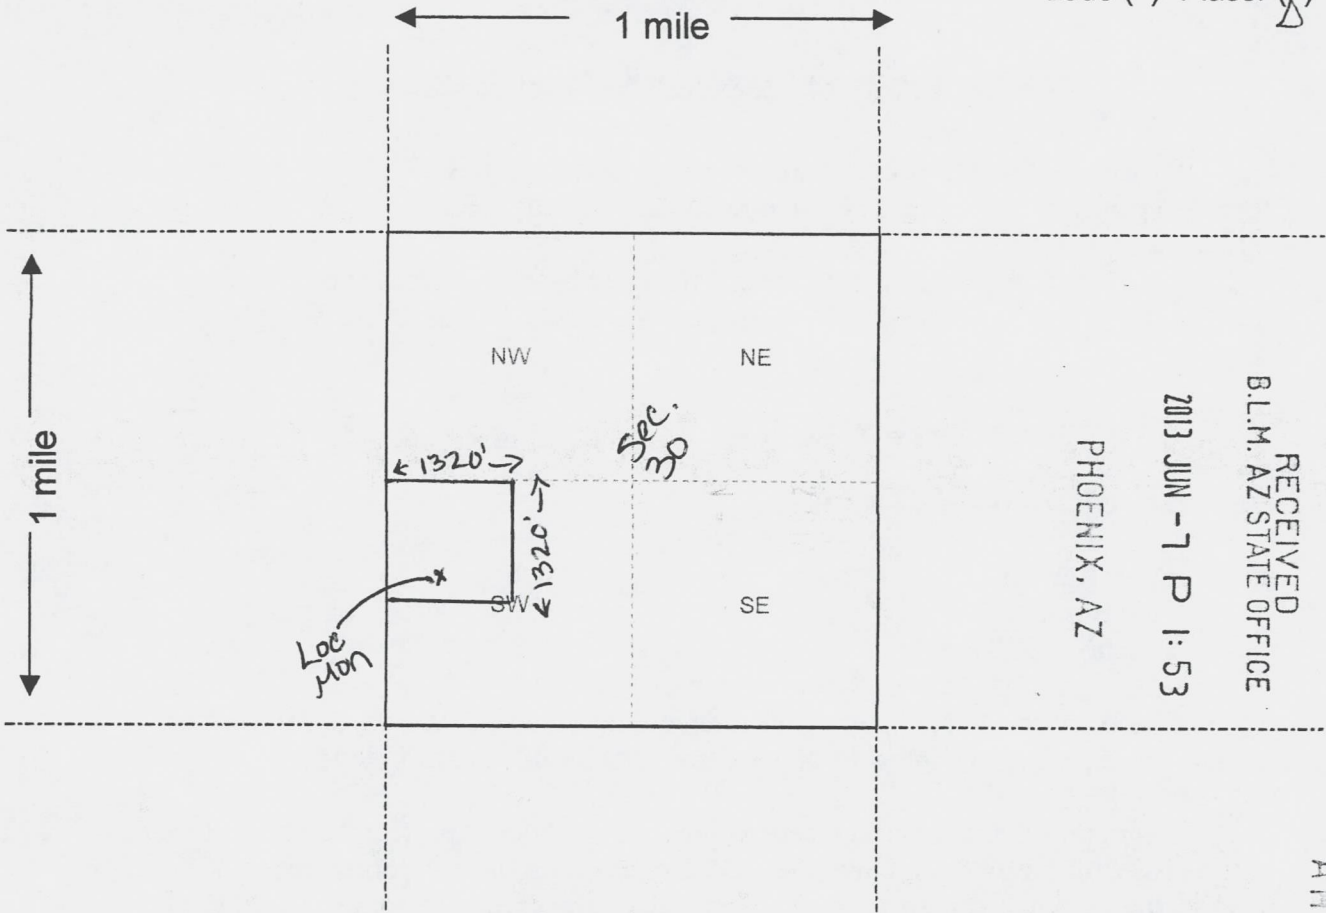 1 mile
1 mile
NW
NE
Sec.
30
1320'
1320'
SW
SE
Loc
Mon
RECEIVED
B.L.M. AZ STATE OFFICE
2013 JUN -7 P 1:53
PHOENIX, AZ